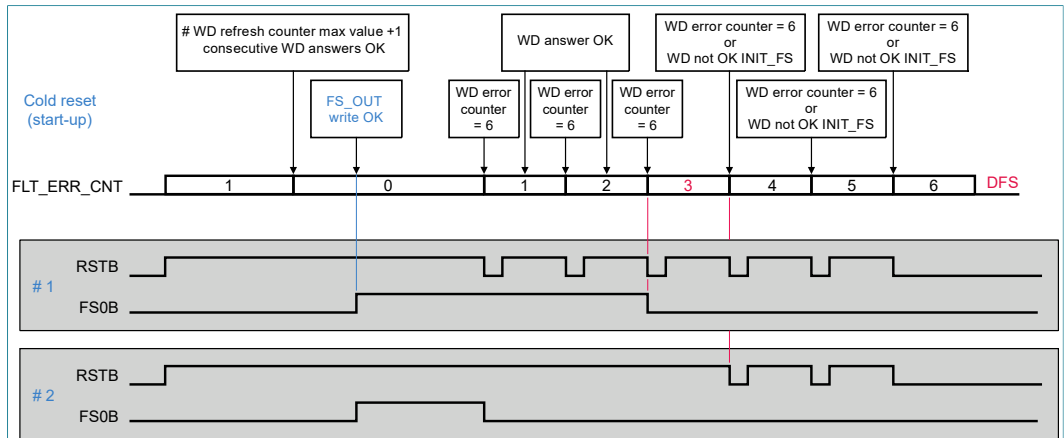 # WD refresh counter max value +1
consecutive WD answers OK
WD answer OK
WD error counter = 6
or
WD not OK INIT_FS
WD error counter = 6
or
WD not OK INIT_FS
Cold reset
(start-up)
FS_OUT
write OK
WD error
counter
= 6
WD error
counter
= 6
WD error
counter
= 6
WD error counter = 6
or
WD not OK INIT_FS
FLT_ERR_CNT 1 0 1 2 3 4 5 6 DFS
RSTB
# 1
FS0B
RSTB
# 2
FS0B